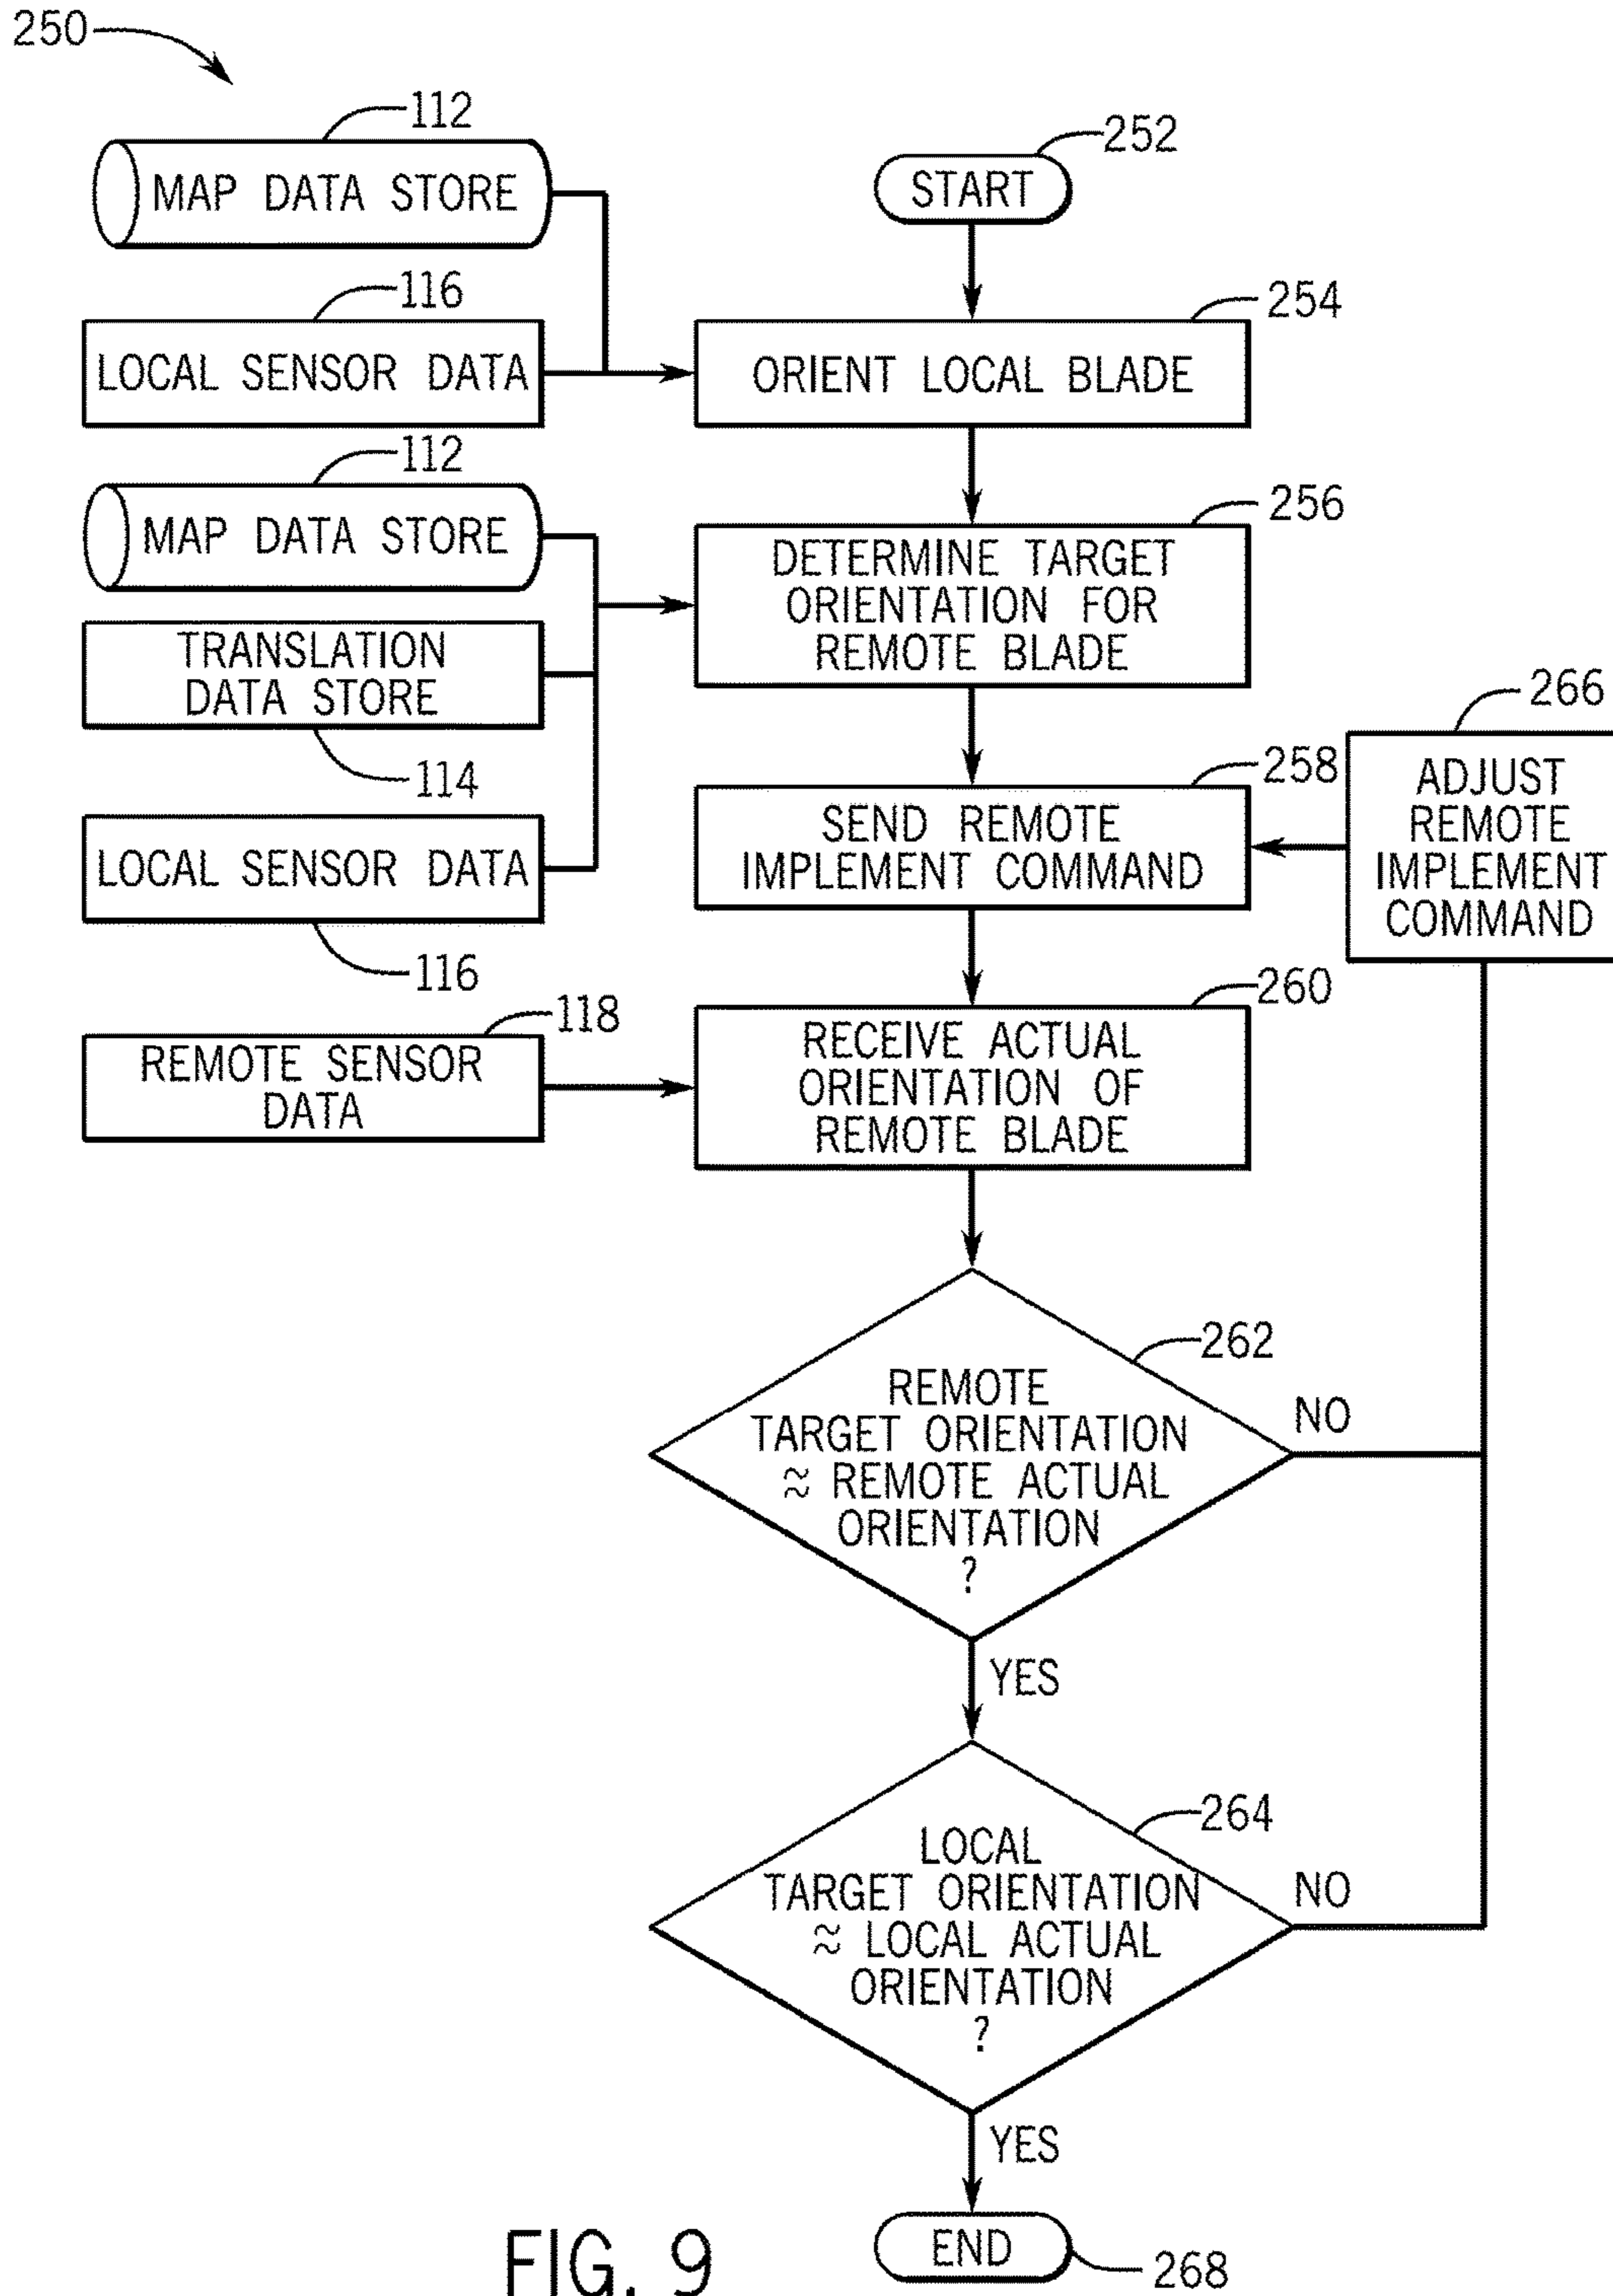 250
112
MAP DATA STORE
252
START
116
LOCAL SENSOR DATA
254
ORIENT LOCAL BLADE
112
MAP DATA STORE
256
DETERMINE TARGET
ORIENTATION FOR
REMOTE BLADE
TRANSLATION
DATA STORE
114
266
ADJUST
REMOTE
IMPLEMENT
COMMAND
258
SEND REMOTE
IMPLEMENT COMMAND
LOCAL SENSOR DATA
116
118
REMOTE SENSOR
DATA
260
RECEIVE ACTUAL
ORIENTATION OF
REMOTE BLADE
262
REMOTE
TARGET ORIENTATION
≈ REMOTE ACTUAL
ORIENTATION
?
NO
YES
264
LOCAL
TARGET ORIENTATION
≈ LOCAL ACTUAL
ORIENTATION
?
NO
YES
END
268
FIG. 9